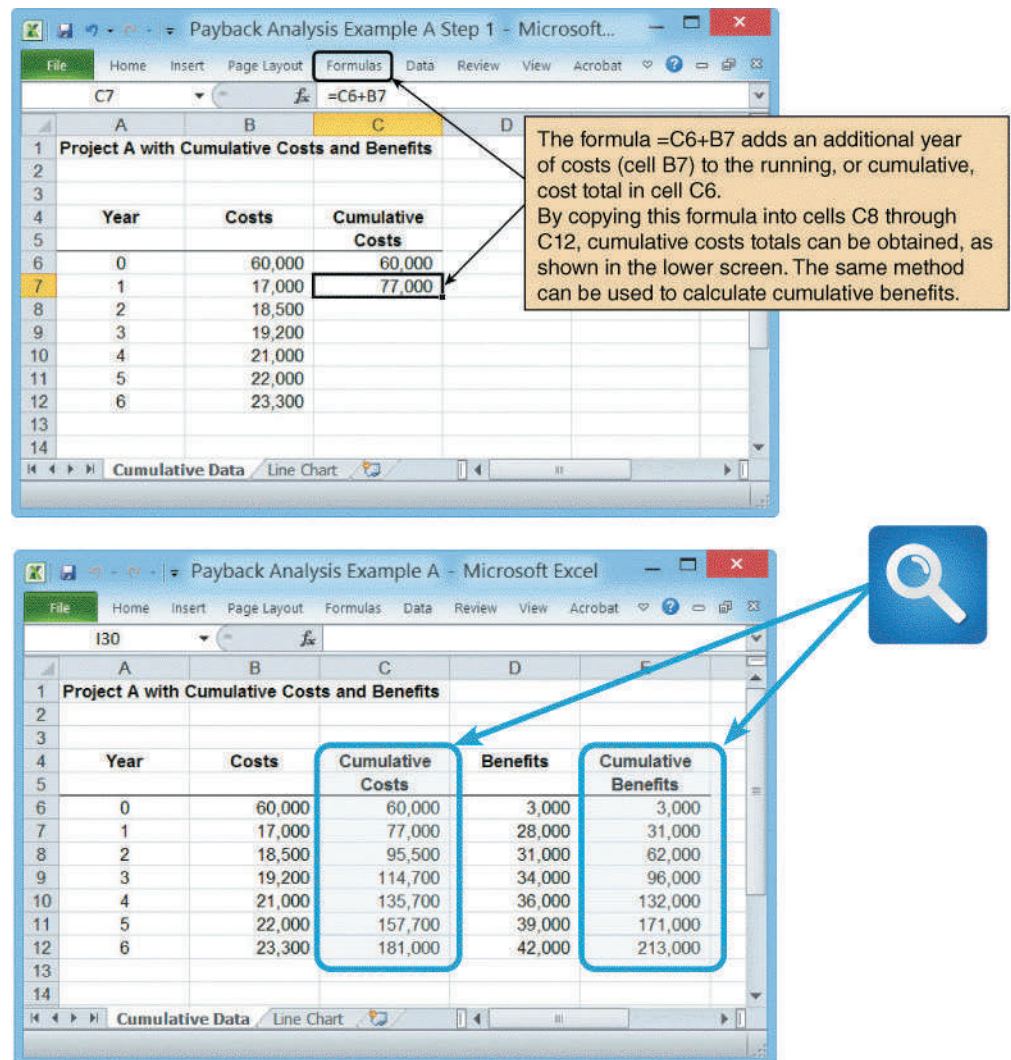 Payback Analysis Example A Step 1 - Microsoft...
File Home Insert Page Layout Formulas Data Review View Acrobat
C7 fx =C6+B7
A B C D
1 Project A with Cumulative Costs and Benefits
2
3
4 Year Costs Cumulative
5 Costs
6 0 60,000 60,000
7 1 17,000 77,000
8 2 18,500
9 3 19,200
10 4 21,000
11 5 22,000
12 6 23,300
13
14
Cumulative Data Line Chart
The formula =C6+B7 adds an additional year
of costs (cell B7) to the running, or cumulative,
cost total in cell C6.
By copying this formula into cells C8 through
C12, cumulative costs totals can be obtained, as
shown in the lower screen. The same method
can be used to calculate cumulative benefits.
Payback Analysis Example A - Microsoft Excel
File Home Insert Page Layout Formulas Data Review View Acrobat
I30 fx
A B C D E
1 Project A with Cumulative Costs and Benefits
2
3
4 Year Costs Cumulative Benefits Cumulative
5 Costs Benefits
6 0 60,000 60,000 3,000 3,000
7 1 17,000 77,000 28,000 31,000
8 2 18,500 95,500 31,000 62,000
9 3 19,200 114,700 34,000 96,000
10 4 21,000 135,700 36,000 132,000
11 5 22,000 157,700 39,000 171,000
12 6 23,300 181,000 42,000 213,000
13
14
Cumulative Data Line Chart